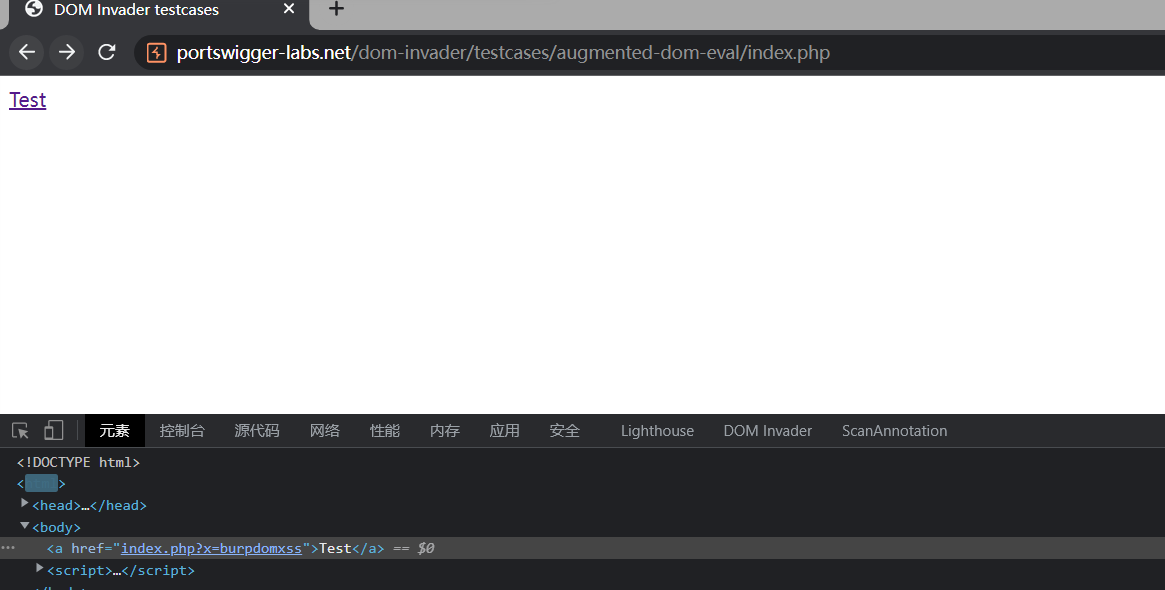 DOM Invader testcases
portswigger-labs.net/dom-invader/testcases/augmented-dom-eval/index.php
Test
元素 控制台 源代码 网络 性能 内存 应用 安全 Lighthouse DOM Invader ScanAnnotation
<!DOCTYPE html>
<html>
<head>…</head>
<body>
<a href="index.php?x=burpdomxss">Test</a> == $0
<script>…</script>